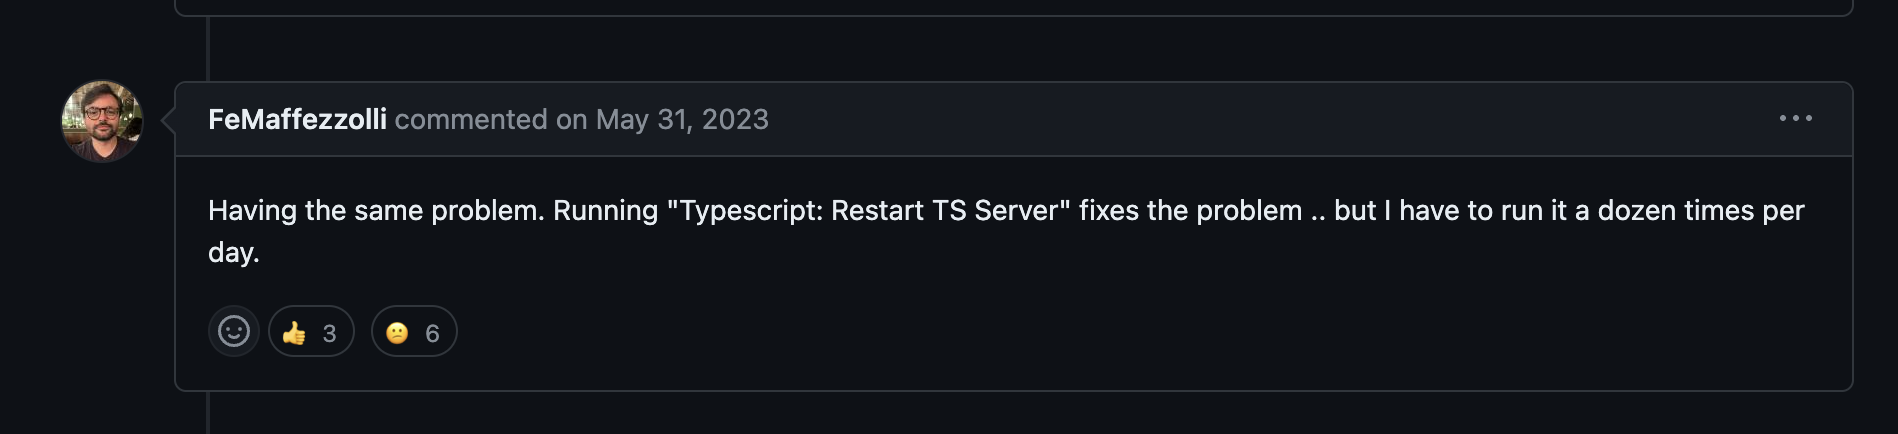 FeMaffezzolli commented on May 31, 2023
Having the same problem. Running "Typescript: Restart TS Server" fixes the problem .. but I have to run it a dozen times per
day.
👍 3 😕 6